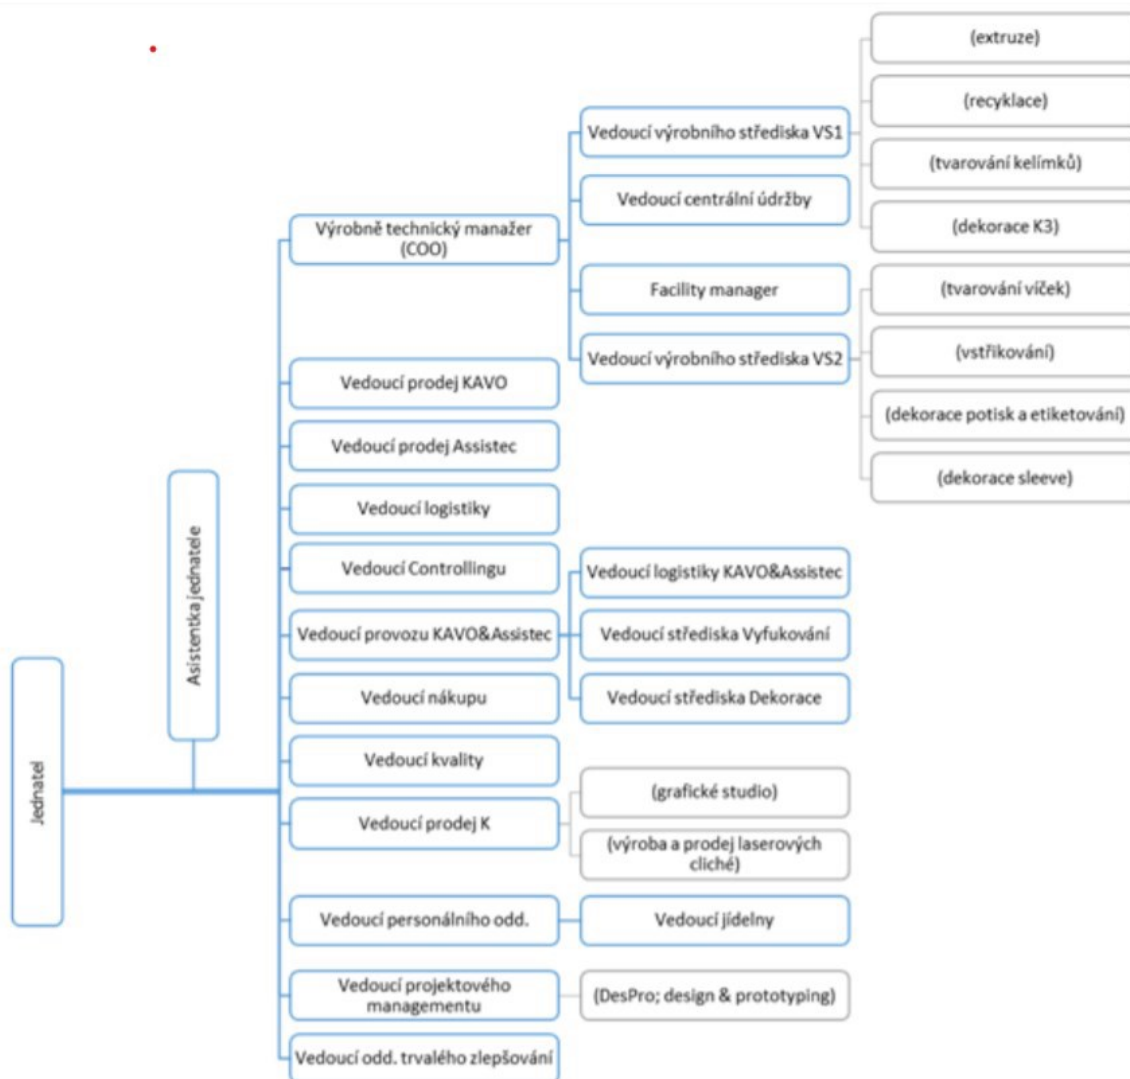 Jednatel
Asistentka jednatele
Výrobně technický manažer
(COO)
Vedoucí výrobního střediska VS1
(extruze)
(recyklace)
(tvarování kelímků)
(dekorace K3)
Vedoucí centrální údržby
Facility manager
Vedoucí výrobního střediska VS2
(tvarování víček)
(vstřikování)
(dekorace potisk a etiketování)
(dekorace sleeve)
Vedoucí prodej KAVO
Vedoucí prodej Assistec
Vedoucí logistiky
Vedoucí Controllingu
Vedoucí provozu KAVO&Assistec
Vedoucí logistiky KAVO&Assistec
Vedoucí střediska Vyfukování
Vedoucí střediska Dekorace
Vedoucí nákupu
Vedoucí kvality
Vedoucí prodej K
(grafické studio)
(výroba a prodej laserových
cliché)
Vedoucí personálního odd.
Vedoucí jídelny
Vedoucí projektového
managementu
(DesPro; design & prototyping)
Vedoucí odd. trvalého zlepšování